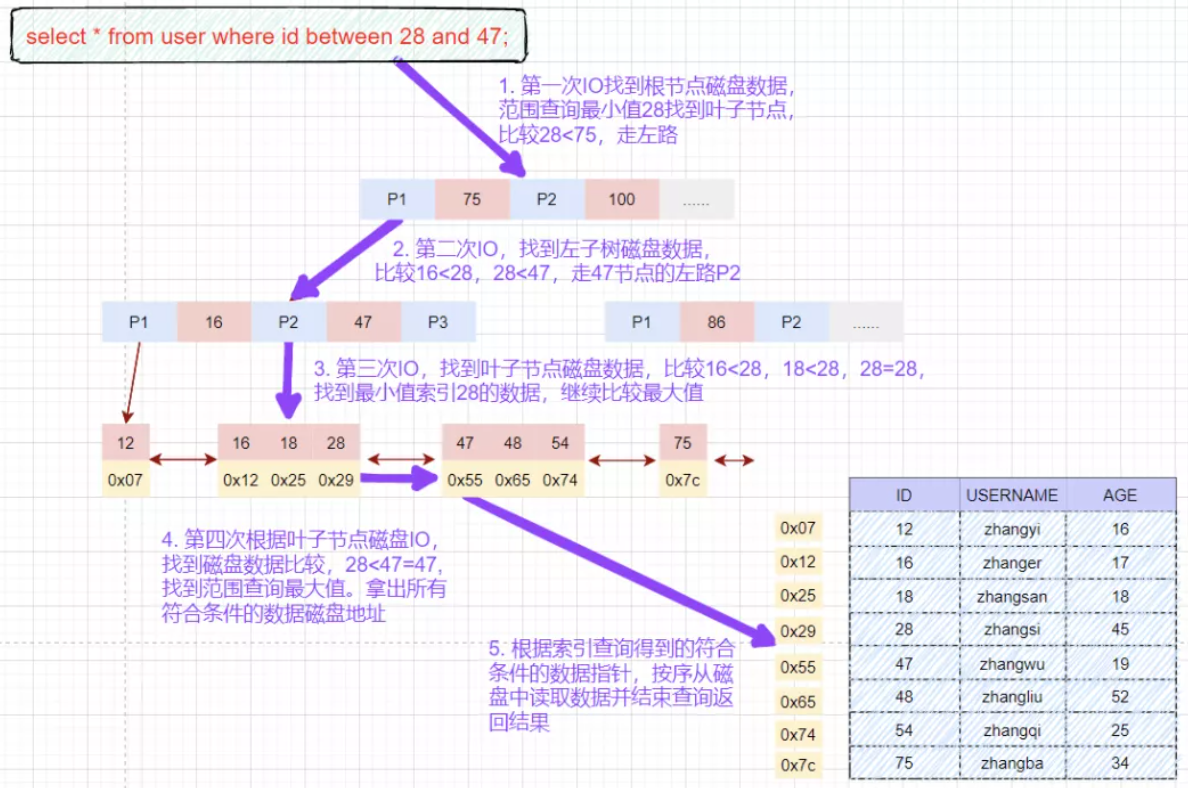 select * from user where id between 28 and 47;
1. 第一次IO找到根节点磁盘数据，
范围查询最小值28找到叶子节点，
比较28<75，走左路
P1 75 P2 100 ......
2. 第二次IO，找到左子树磁盘数据，
比较16<28，28<47，走47节点的左路P2
P1 16 P2 47 P3
P1 86 P2 ......
3. 第三次IO，找到叶子节点磁盘数据，比较16<28，18<28，28=28，
找到最小值索引28的数据，继续比较最大值
12 16 18 28 47 48 54 75
0x07 0x12 0x25 0x29 0x55 0x65 0x74 0x7c
4. 第四次根据叶子节点磁盘IO，
找到磁盘数据比较，28<47=47，
找到范围查询最大值。拿出所有
符合条件的数据磁盘地址
5. 根据索引查询得到的符合
条件的数据指针，按序从磁
盘中读取数据并结束查询返
回结果
ID USERNAME AGE
0x07 12 zhangyi 16
0x12 16 zhanger 17
0x25 18 zhangsan 18
0x29 28 zhangsi 45
0x55 47 zhangwu 19
0x65 48 zhangliu 52
0x74 54 zhangqi 25
0x7c 75 zhangba 34